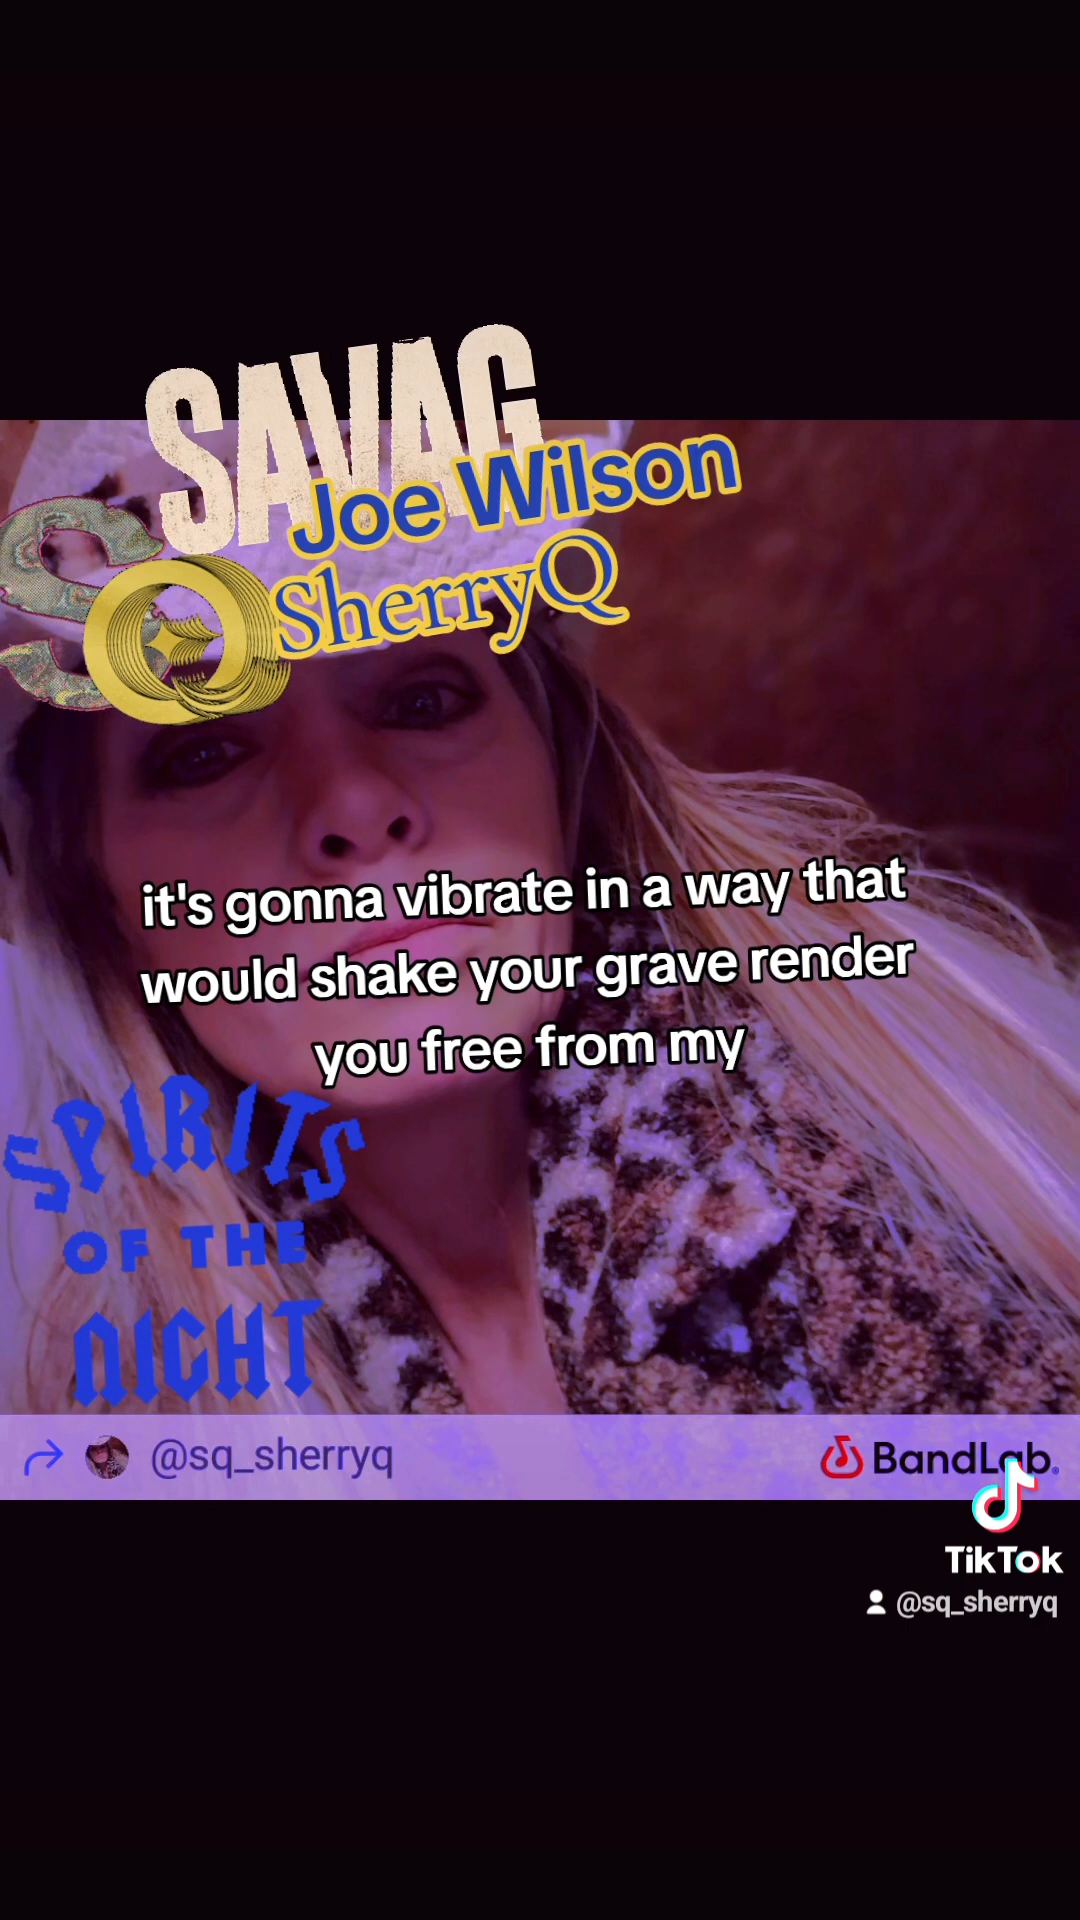 SAVAG
Joe Wilson
SQ
SherryQ
it's gonna vibrate in a way that
would shake your grave render
you free from my
SPIRITS
OF THE
NIGHT
@sq_sherryq
BandLab
TikTok
@sq_sherryq